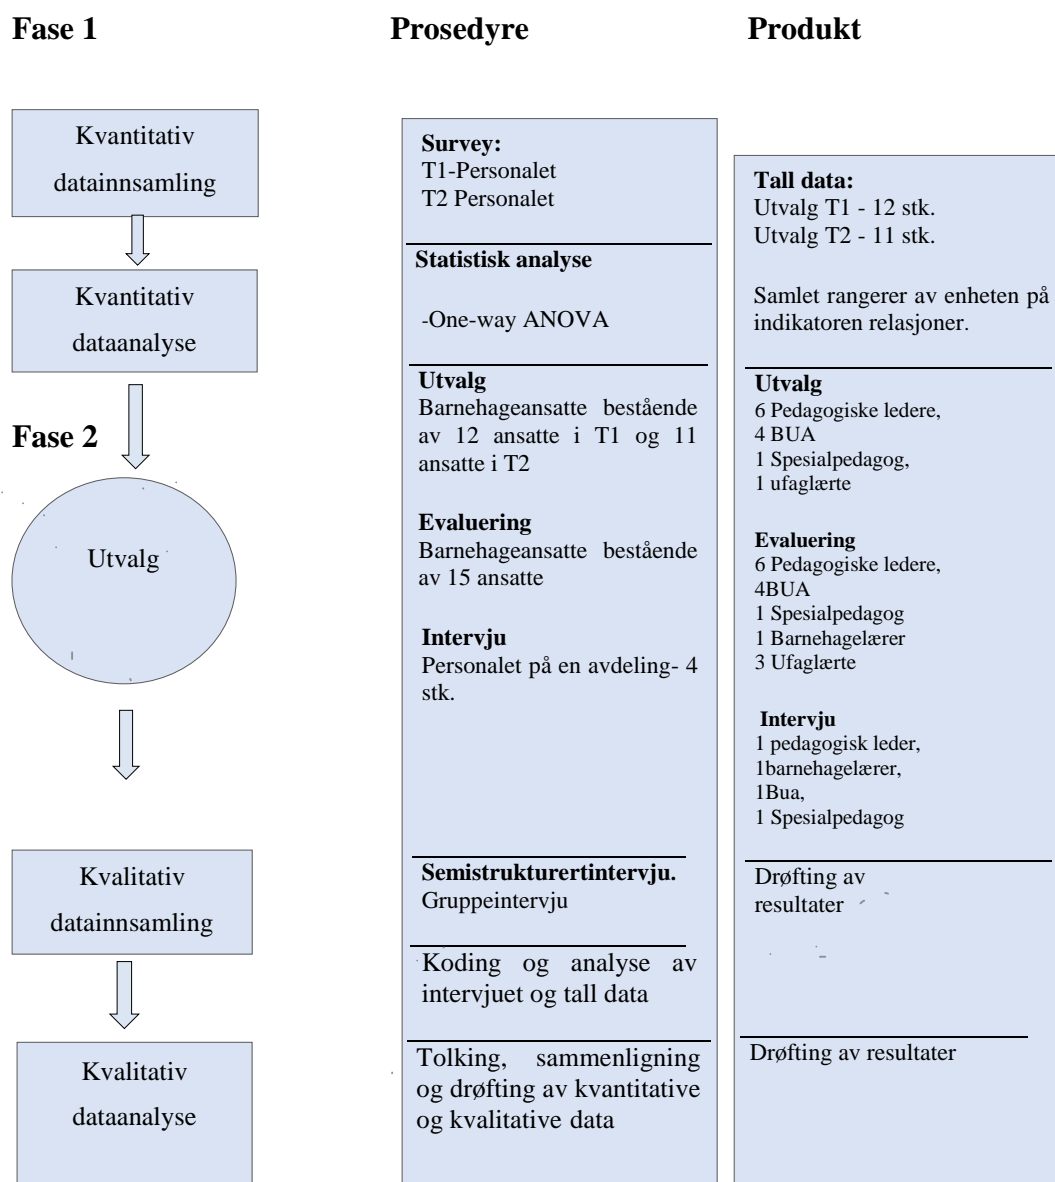 Fase 1
Prosedyre
Produkt
Kvantitativ
datainnsamling
Kvantitativ
dataanalyse
Fase 2
Utvalg
Kvalitativ
datainnsamling
Kvalitativ
dataanalyse
Survey:
T1-Personalet
T2 Personalet
Statistisk analyse
-One-way ANOVA
Utvalg
Barnehageansatte bestående
av 12 ansatte i T1 og 11
ansatte i T2
Evaluering
Barnehageansatte bestående
av 15 ansatte
Intervju
Personalet på en avdeling- 4
stk.
Semistrukturertintervju.
Gruppeintervju
Koding og analyse av
intervjuet og tall data
Tolking, sammenligning
og drøfting av kvantitative
og kvalitative data
Tall data:
Utvalg T1 - 12 stk.
Utvalg T2 - 11 stk.
Samlet rangerer av enheten på
indikatoren relasjoner.
Utvalg
6 Pedagogiske ledere,
4 BUA
1 Spesialpedagog,
1 ufaglærte
Evaluering
6 Pedagogiske ledere,
4BUA
1 Spesialpedagog
1 Barnehagelærer
3 Ufaglærte
Intervju
1 pedagogisk leder,
1barnehagelærer,
1Bua,
1 Spesialpedagog
Drøfting av
resultater
Drøfting av resultater